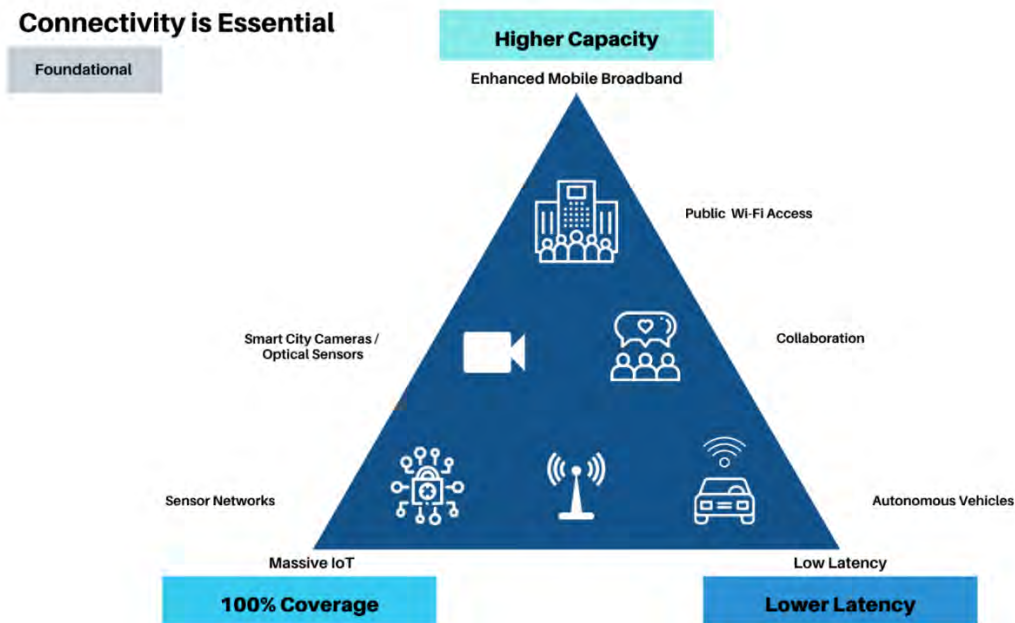 Connectivity is Essential
Foundational
Higher Capacity
Enhanced Mobile Broadband
Public Wi-Fi Access
Smart City Cameras /
Optical Sensors
Collaboration
Sensor Networks
Autonomous Vehicles
Massive IoT
Low Latency
100% Coverage
Lower Latency